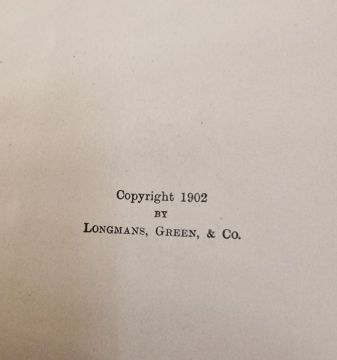 Copyright 1902
BY
LONGMANS, GREEN, & CO.